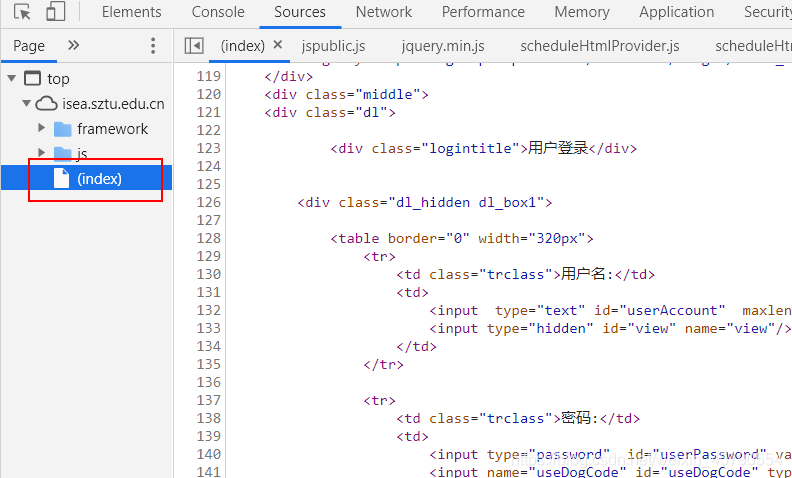 Elements Console Sources Network Performance Memory Application Security
Page » (index) × jspublic.js jquery.min.js scheduleHtmlProvider.js scheduleHtm
top
isea.sztu.edu.cn
framework
js
(index)
119 </div>
120 <div class="middle">
121 <div class="dl">
122
123 <div class="logintitle">用户登录</div>
124
125
126 <div class="dl_hidden dl_box1">
127
128 <table border="0" width="320px">
129 <tr>
130 <td class="trclass">用户名:</td>
131 <td>
132 <input  type="text" id="userAccount"  maxlen
133 <input type="hidden" id="view" name="view"/>
134 </td>
135 </tr>
136
137 <tr>
138 <td class="trclass">密码:</td>
139 <td>
140 <input type="password"  id="userPassword" va
141 <input name="useDogCode" id="useDogCode" typ